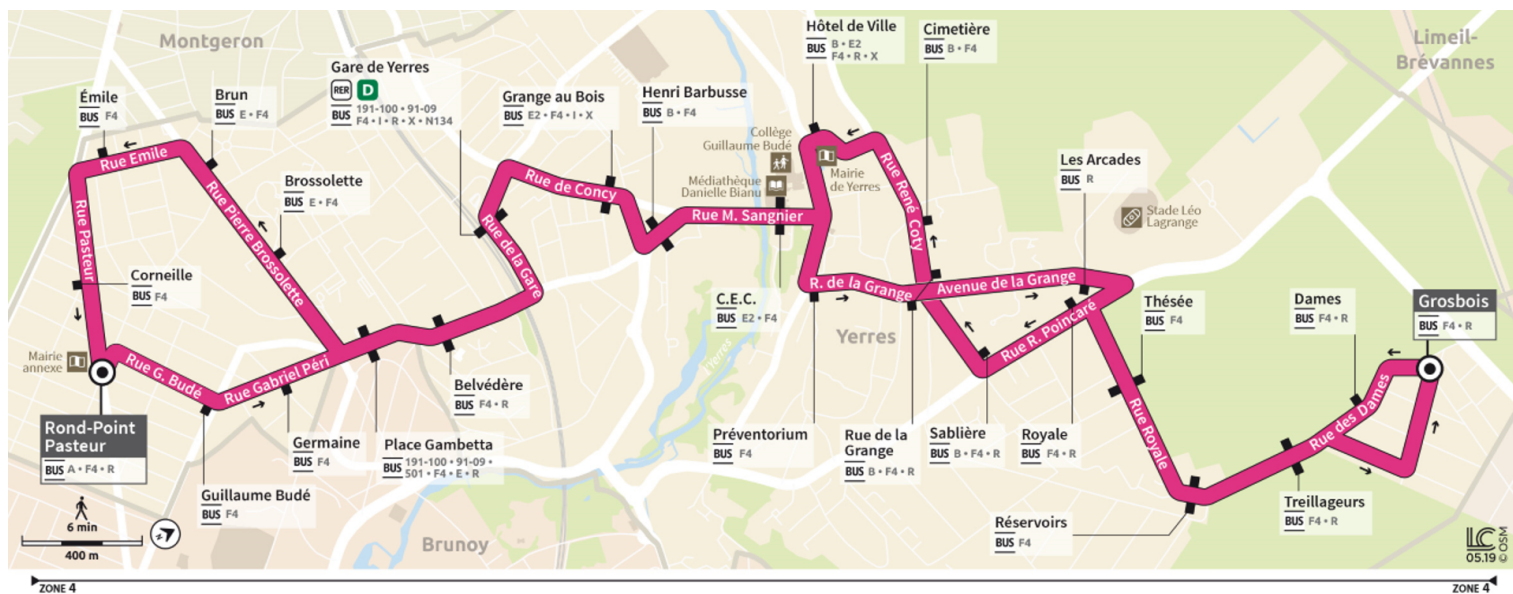 Montgeron
Limeil-
Brévannes
Hôtel de Ville
BUS B • E2
F4 • R • X
Cimetière
BUS B • F4
Gare de Yerres
RER D
BUS 191-100 • 91-09
F4 • I • R • X • N134
Émile
BUS F4
Brun
BUS E • F4
Grange au Bois
BUS E2 • F4 • I • X
Henri Barbusse
BUS B • F4
Collège
Guillaume Budé
Médiathèque
Danielle Bianu
Mairie
de Yerres
Les Arcades
BUS R
Stade Léo
Lagrange
Brossolette
BUS E • F4
Rue Emile
Rue Pierre Brossolette
Rue Pasteur
Rue de Concy
Rue de la Gare
Rue M. Sangnier
Rue René Coty
R. de la Grange
Avenue de la Grange
Rue R. Poincaré
Corneille
BUS F4
C.E.C.
BUS E2 • F4
Yerres
l'Yerres
Thésée
BUS F4
Dames
BUS F4 • R
Grosbois
BUS F4 • R
Mairie
annexe
Rue G. Budé
Rue Gabriel Péri
Rue Royale
Rue des Dames
Belvédère
BUS F4 • R
Rond-Point
Pasteur
BUS A • F4 • R
Germaine
BUS F4
Place Gambetta
BUS 191-100 • 91-09 •
501 • F4 • E • R
Préventorium
BUS F4
Rue de la
Grange
BUS B • F4 • R
Sablière
BUS B • F4 • R
Royale
BUS F4 • R
Guillaume Budé
BUS F4
Treillageurs
BUS F4 • R
Réservoirs
BUS F4
Brunoy
6 min
400 m
Z
LC
05.19 © OSM
ZONE 4
ZONE 4